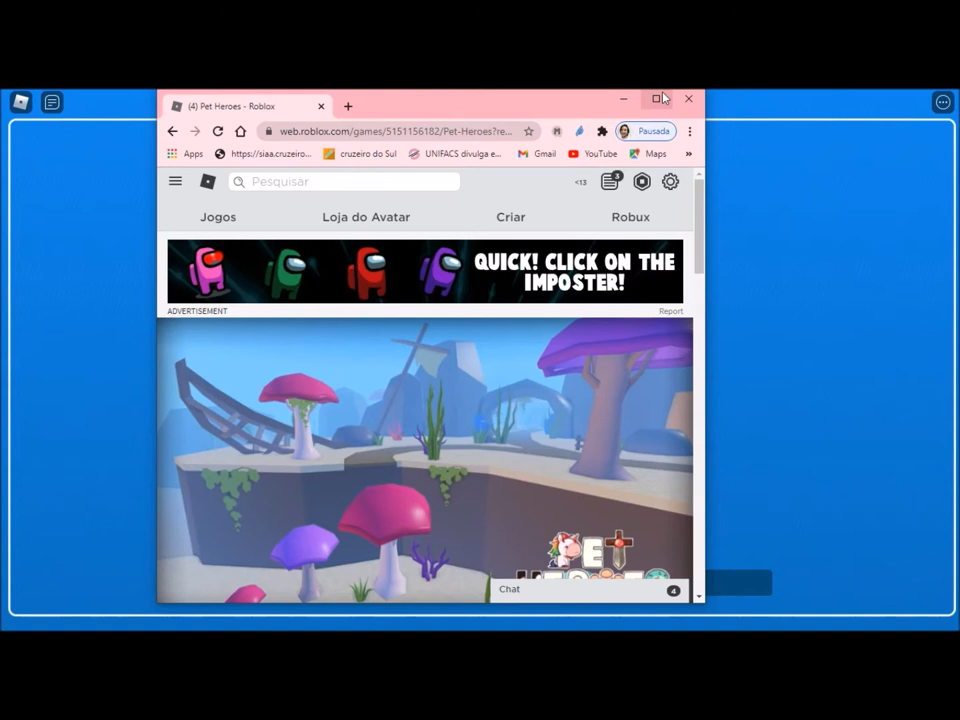 (4) Pet Heroes - Roblox
web.roblox.com/games/5151156182/Pet-Heroes?re...
Pausada
Apps
https://siaa.cruzeiro...
cruzeiro do Sul
UNIFACS divulga e...
Gmail
YouTube
Maps
Pesquisar
<13
3
Jogos
Loja do Avatar
Criar
Robux
QUICK! CLICK ON THE
IMPOSTER!
ADVERTISEMENT
Report
Chat
4